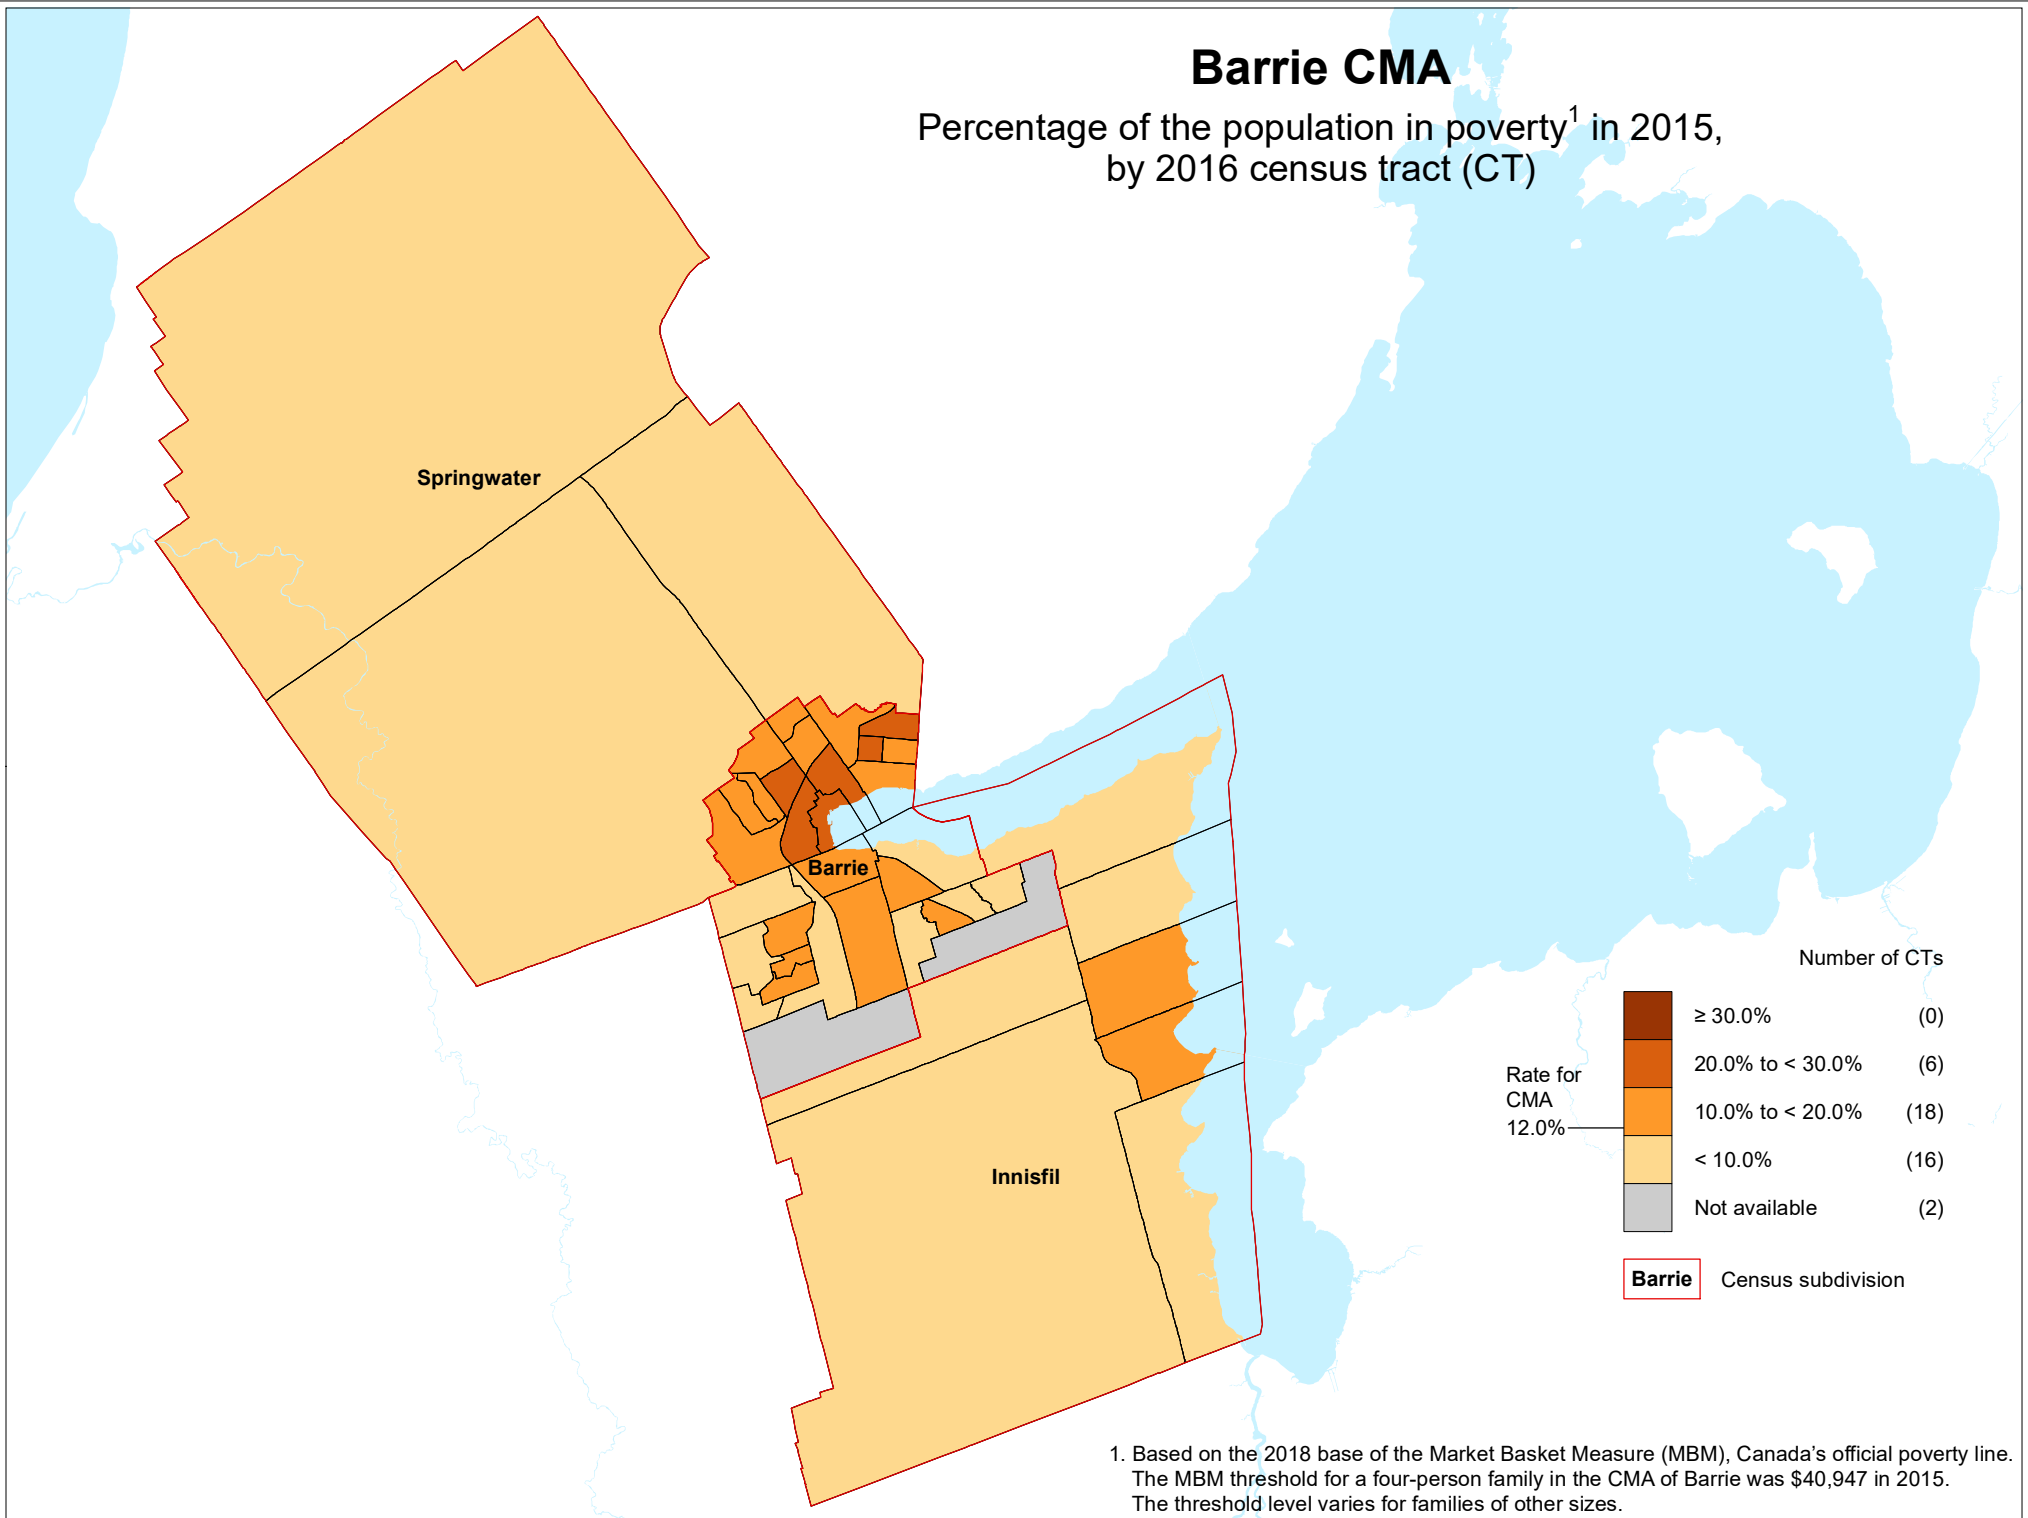 Barrie CMA
Percentage of the population in poverty1 in 2015,
by 2016 census tract (CT)
Springwater
Barrie
Innisfil
Number of CTs
≥ 30.0% (0)
20.0% to < 30.0% (6)
10.0% to < 20.0% (18)
< 10.0% (16)
Not available (2)
Rate for
CMA
12.0%
Barrie Census subdivision
1. Based on the 2018 base of the Market Basket Measure (MBM), Canada's official poverty line.
The MBM threshold for a four-person family in the CMA of Barrie was $40,947 in 2015.
The threshold level varies for families of other sizes.